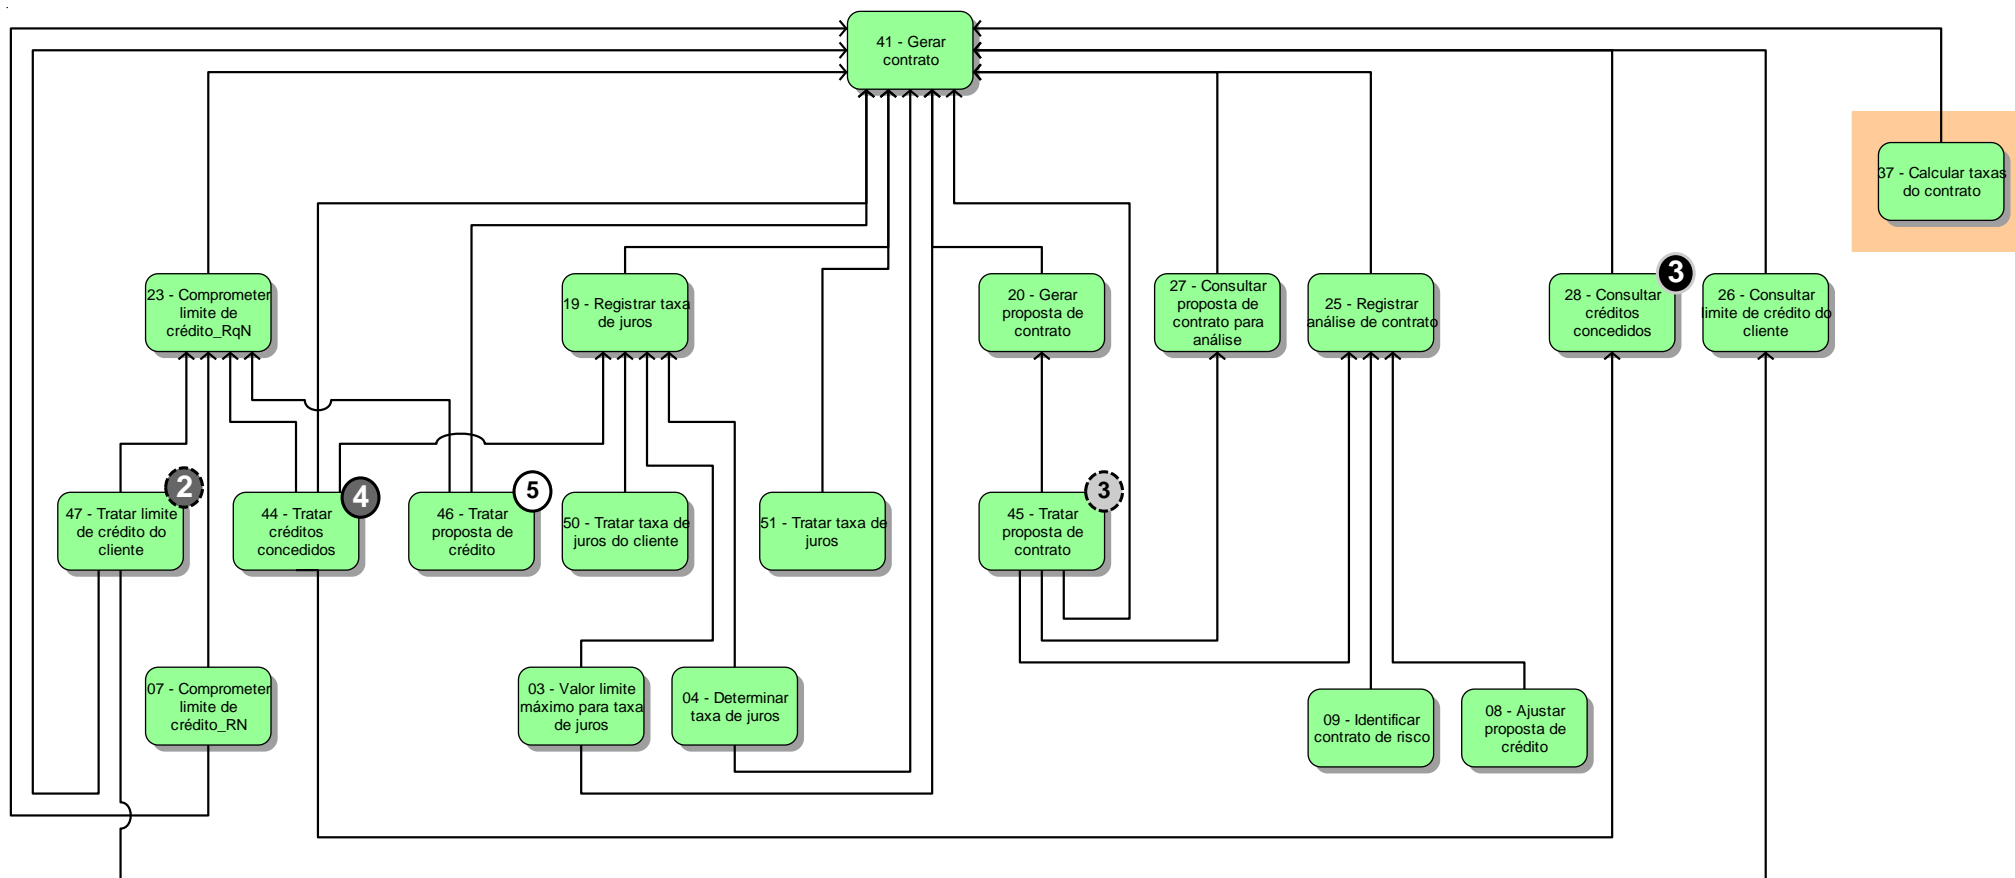 41 - Gerar
contrato
37 - Calcular taxas
do contrato
23 - Comprometer
limite de
crédito_RqN
19 - Registrar taxa
de juros
20 - Gerar
proposta de
contrato
27 - Consultar
proposta de
contrato para
análise
25 - Registrar
análise de contrato
3
28 - Consultar
créditos
concedidos
26 - Consultar
limite de crédito do
cliente
2
47 - Tratar limite
de crédito do
cliente
4
44 - Tratar
créditos
concedidos
5
46 - Tratar
proposta de
crédito
50 - Tratar taxa de
juros do cliente
51 - Tratar taxa de
juros
3
45 - Tratar
proposta de
contrato
07 - Comprometer
limite de
crédito_RN
03 - Valor limite
máximo para taxa
de juros
04 - Determinar
taxa de juros
09 - Identificar
contrato de risco
08 - Ajustar
proposta de
crédito